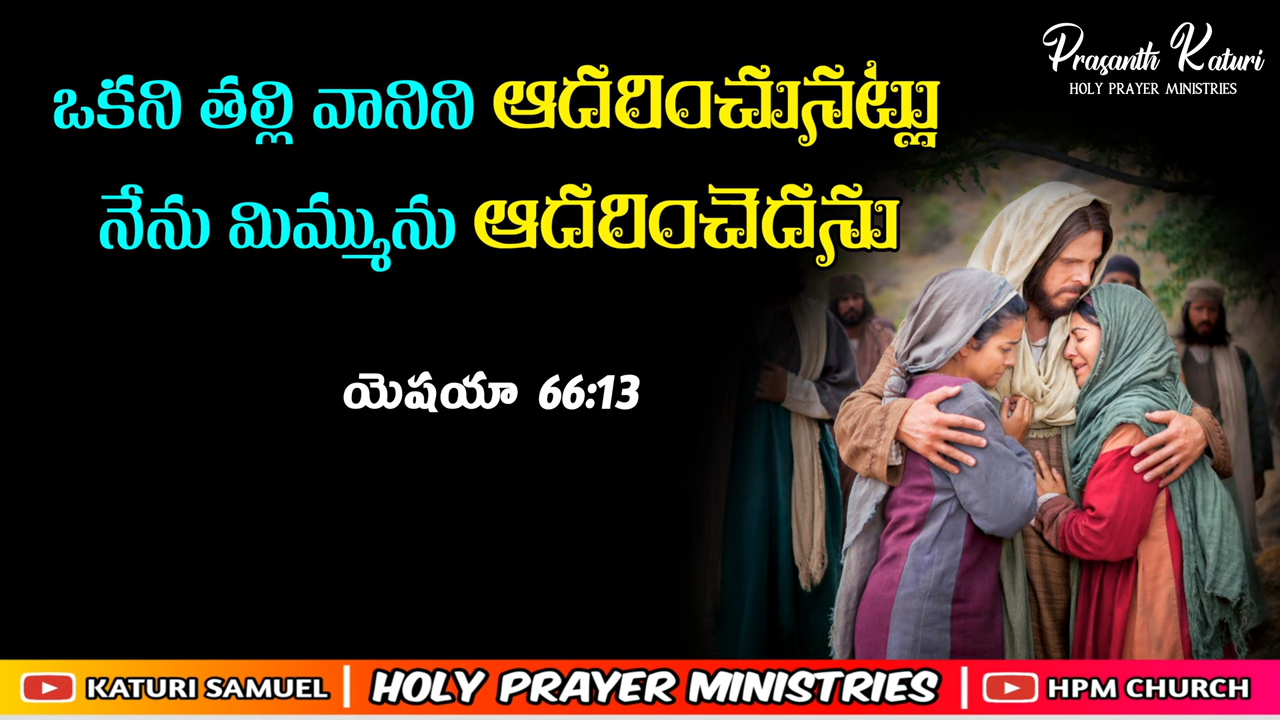 Prasanth Katuri
HOLY PRAYER MINISTRIES
ఒకని తల్లి వానిని ఆదరించునట్లు
నేను మిమ్మును ఆదరించెదను
యెషయా 66:13
KATURI SAMUEL | HOLY PRAYER MINISTRIES | HPM CHURCH